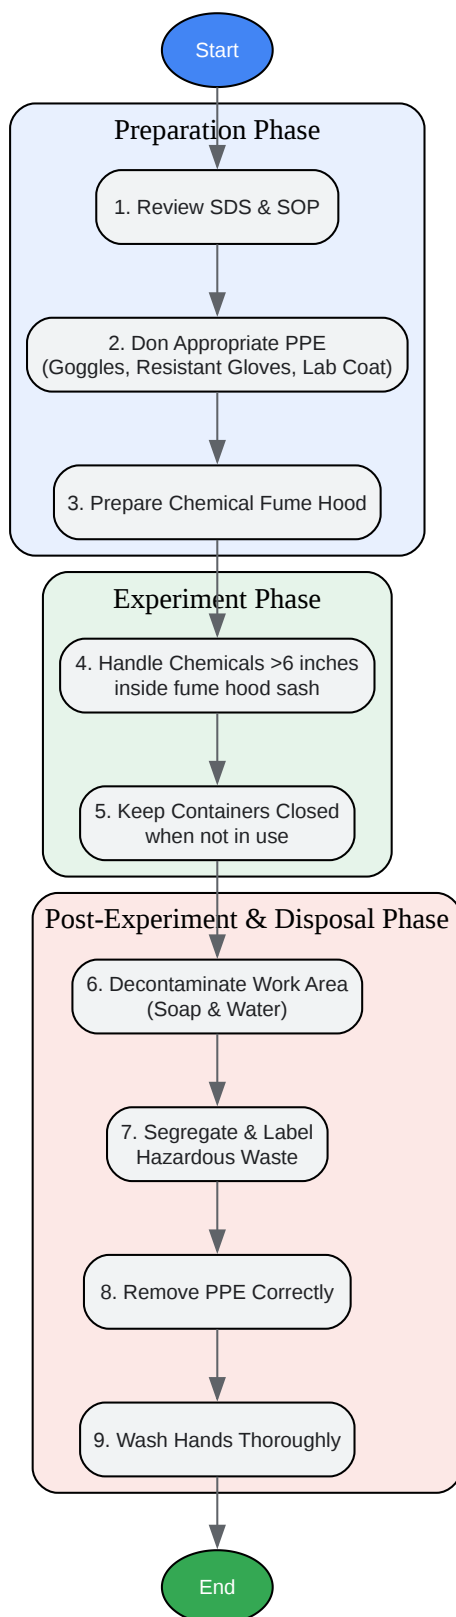 Start
Preparation Phase
1. Review SDS & SOP
2. Don Appropriate PPE
(Goggles, Resistant Gloves, Lab Coat)
3. Prepare Chemical Fume Hood
Experiment Phase
4. Handle Chemicals >6 inches
inside fume hood sash
5. Keep Containers Closed
when not in use
Post-Experiment & Disposal Phase
6. Decontaminate Work Area
(Soap & Water)
7. Segregate & Label
Hazardous Waste
8. Remove PPE Correctly
9. Wash Hands Thoroughly
End